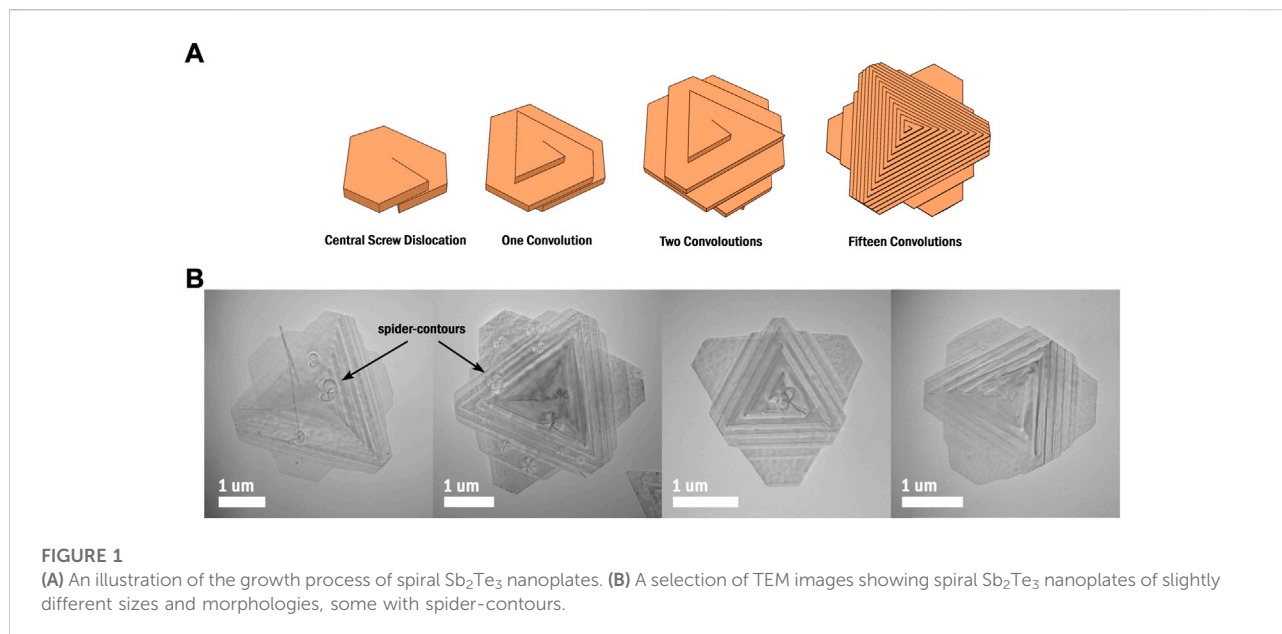 A
Central Screw Dislocation
One Convolution
Two Convoloutions
Fifteen Convolutions
B
spider-contours
1 um
1 um
1 um
1 um
FIGURE 1
(A) An illustration of the growth process of spiral Sb₂Te₃ nanoplates. (B) A selection of TEM images showing spiral Sb₂Te₃ nanoplates of slightly
different sizes and morphologies, some with spider-contours.